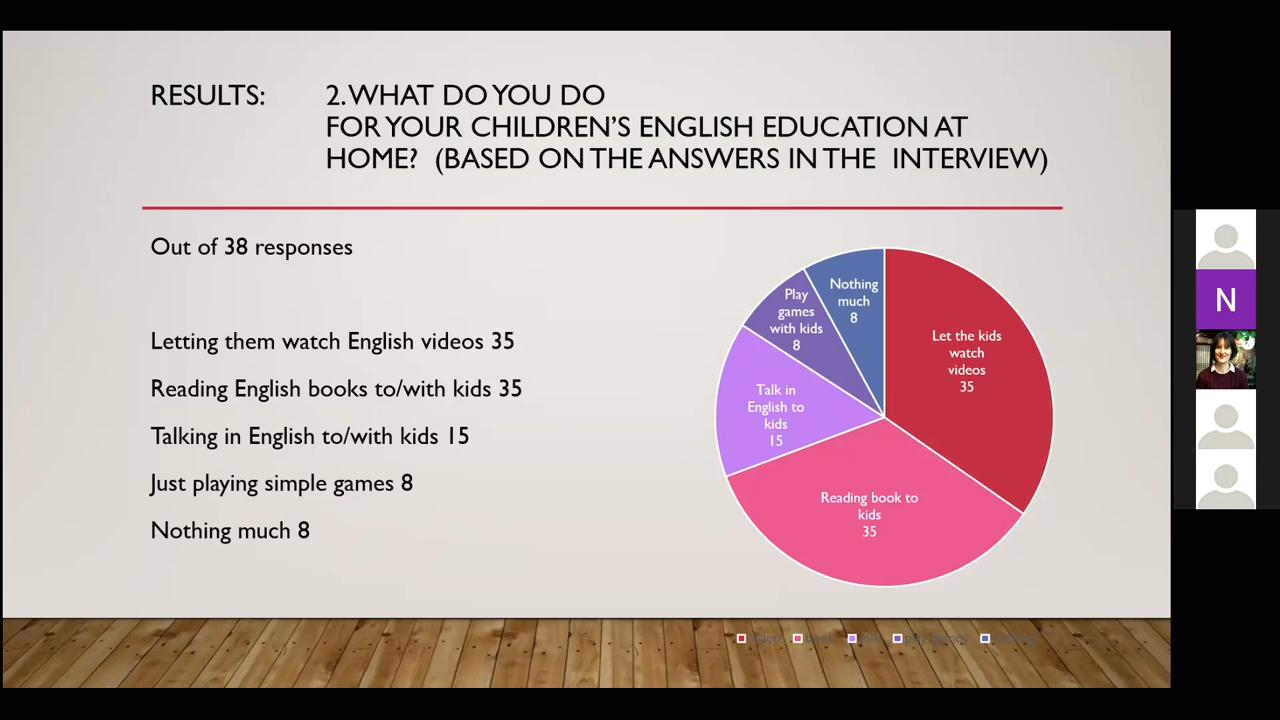 RESULTS: 2. WHAT DO YOU DO
FOR YOUR CHILDREN'S ENGLISH EDUCATION AT
HOME? (BASED ON THE ANSWERS IN THE INTERVIEW)
Out of 38 responses
Letting them watch English videos 35
Reading English books to/with kids 35
Talking in English to/with kids 15
Just playing simple games 8
Nothing much 8
Nothing
much
8
Play
games
with kids
8
Let the kids
watch
videos
35
Talk in
English to
kids
15
Reading book to
kids
35
N